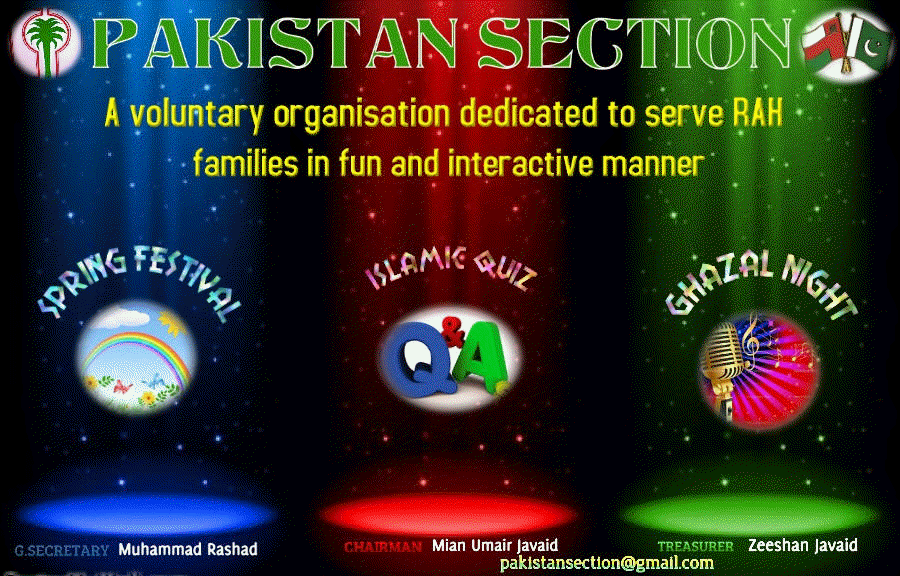 PAKISTAN SECTION
A voluntary organisation dedicated to serve RAH
families in fun and interactive manner
SPRING FESTIVAL
ISLAMIC QUIZ
GHAZAL NIGHT
Q&A
G.SECRETARY Muhammad Rashad
CHAIRMAN Mian Umair Javaid
TREASURER Zeeshan Javaid
pakistansection@gmail.com